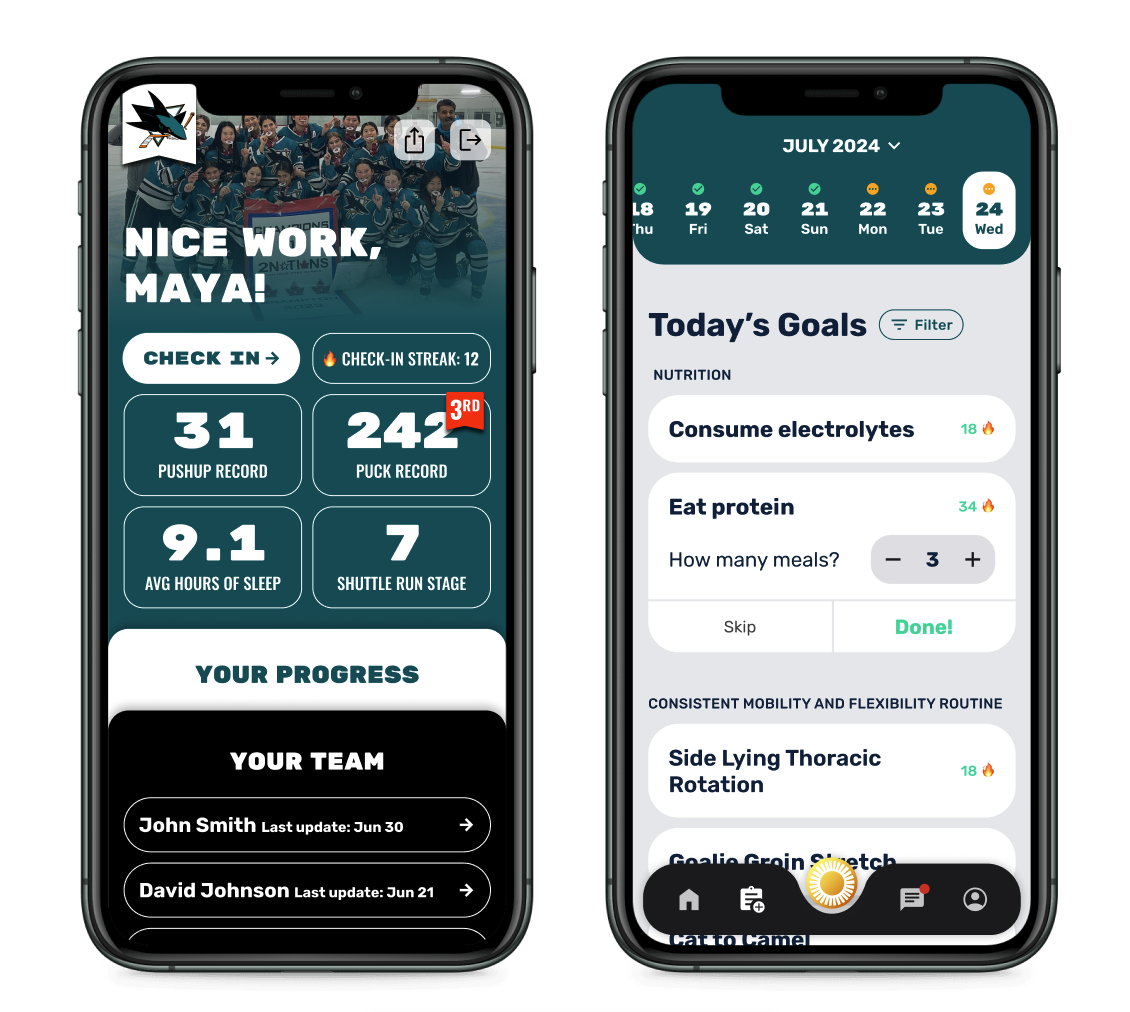 NICE WORK,
MAYA!
CHECK IN →
🔥 CHECK-IN STREAK: 12
31
PUSHUP RECORD
242
3RD
PUCK RECORD
9.1
AVG HOURS OF SLEEP
7
SHUTTLE RUN STAGE
YOUR PROGRESS
YOUR TEAM
John Smith Last update: Jun 30
David Johnson Last update: Jun 21
JULY 2024
18 19 20 21 22 23 24
Thu Fri Sat Sun Mon Tue Wed
Today's Goals
Filter
NUTRITION
Consume electrolytes 18 🔥
Eat protein 34 🔥
How many meals? − 3 +
Skip Done!
CONSISTENT MOBILITY AND FLEXIBILITY ROUTINE
Side Lying Thoracic
Rotation 18 🔥
Goalie Groin Stretch
Cat to Camel